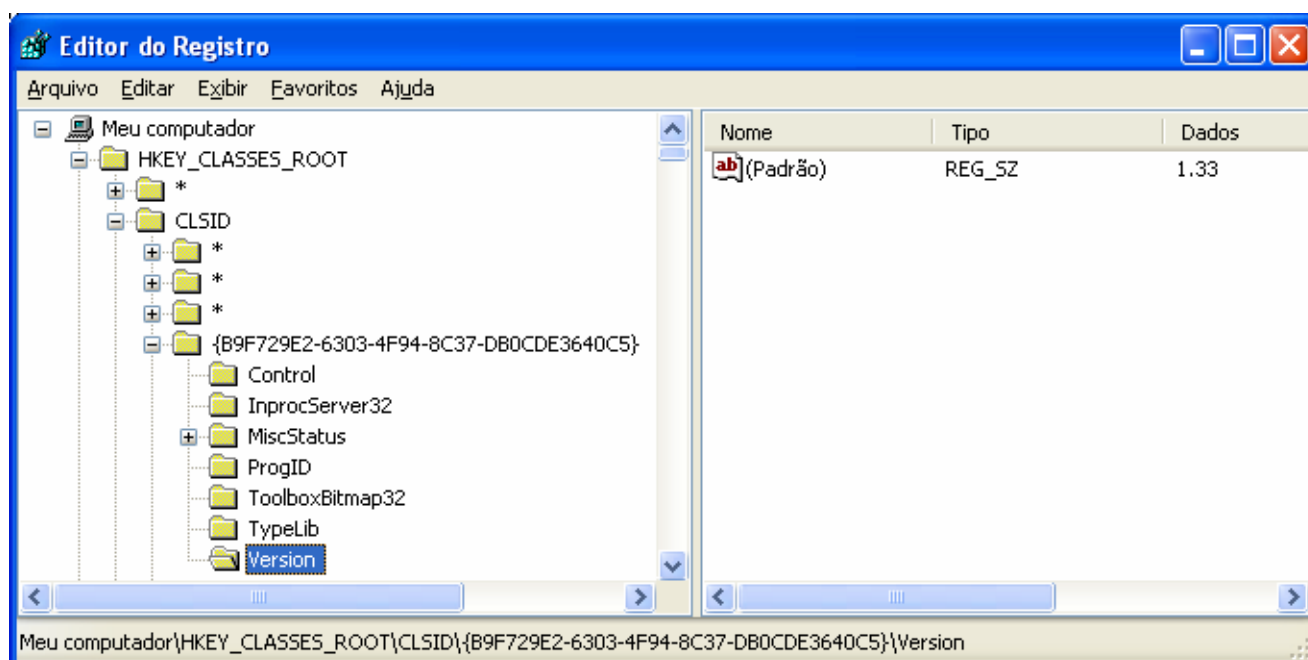 Editor do Registro
Arquivo Editar Exibir Favoritos Ajuda
Meu computador
HKEY_CLASSES_ROOT
*
CLSID
*
*
*
{B9F729E2-6303-4F94-8C37-DB0CDE3640C5}
Control
InprocServer32
MiscStatus
ProgID
ToolboxBitmap32
TypeLib
Version
Nome Tipo Dados
ab (Padrão) REG_SZ 1.33
Meu computador\HKEY_CLASSES_ROOT\CLSID\{B9F729E2-6303-4F94-8C37-DB0CDE3640C5}\Version